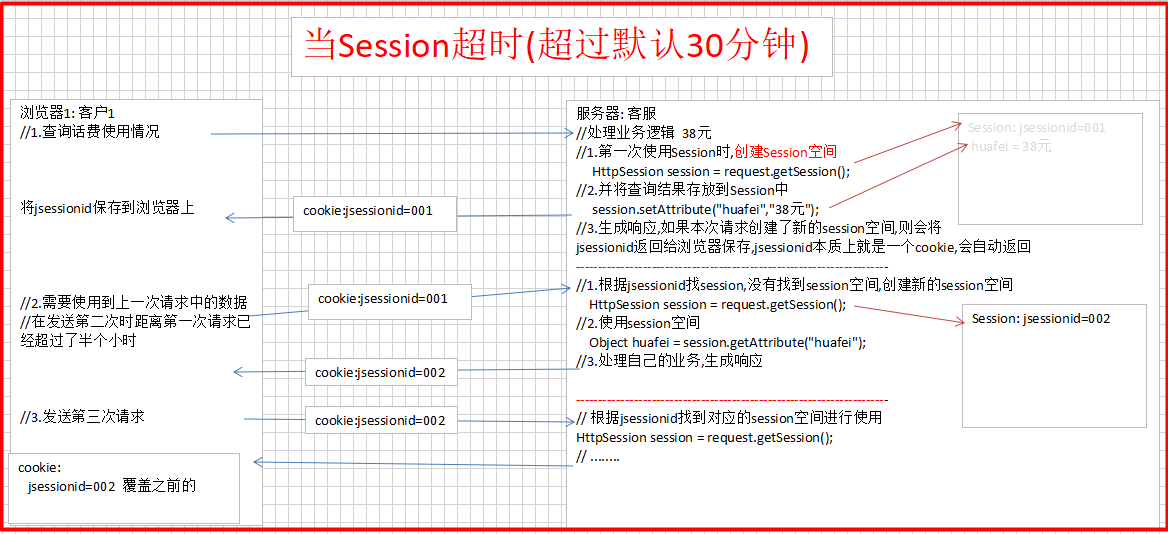 当Session超时(超过默认30分钟)
浏览器1: 客户1
//1.查询话费使用情况
将jsessionid保存到浏览器上
//2.需要使用到上一次请求中的数据
//在发送第二次时距离第一次请求已
经超过了半个小时
//3.发送第三次请求
cookie:
jsessionid=002 覆盖之前的
cookie:jsessionid=001
cookie:jsessionid=001
cookie:jsessionid=002
cookie:jsessionid=002
服务器: 客服
//处理业务逻辑 38元
//1.第一次使用Session时,创建Session空间
HttpSession session = request.getSession();
//2.并将查询结果存放到Session中
session.setAttribute("huafei","38元");
//3.生成响应,如果本次请求创建了新的session空间,则会将
jsessionid返回给浏览器保存,jsessionid本质上就是一个cookie,会自动返回
//1.根据jsessionid找session,没有找到session空间,创建新的session空间
HttpSession session = request.getSession();
//2.使用session空间
Object huafei = session.getAttribute("huafei");
//3.处理自己的业务,生成响应
// 根据jsessionid找到对应的session空间进行使用
HttpSession session = request.getSession();
// ........
Session: jsessionid=001
huafei = 38元
Session: jsessionid=002